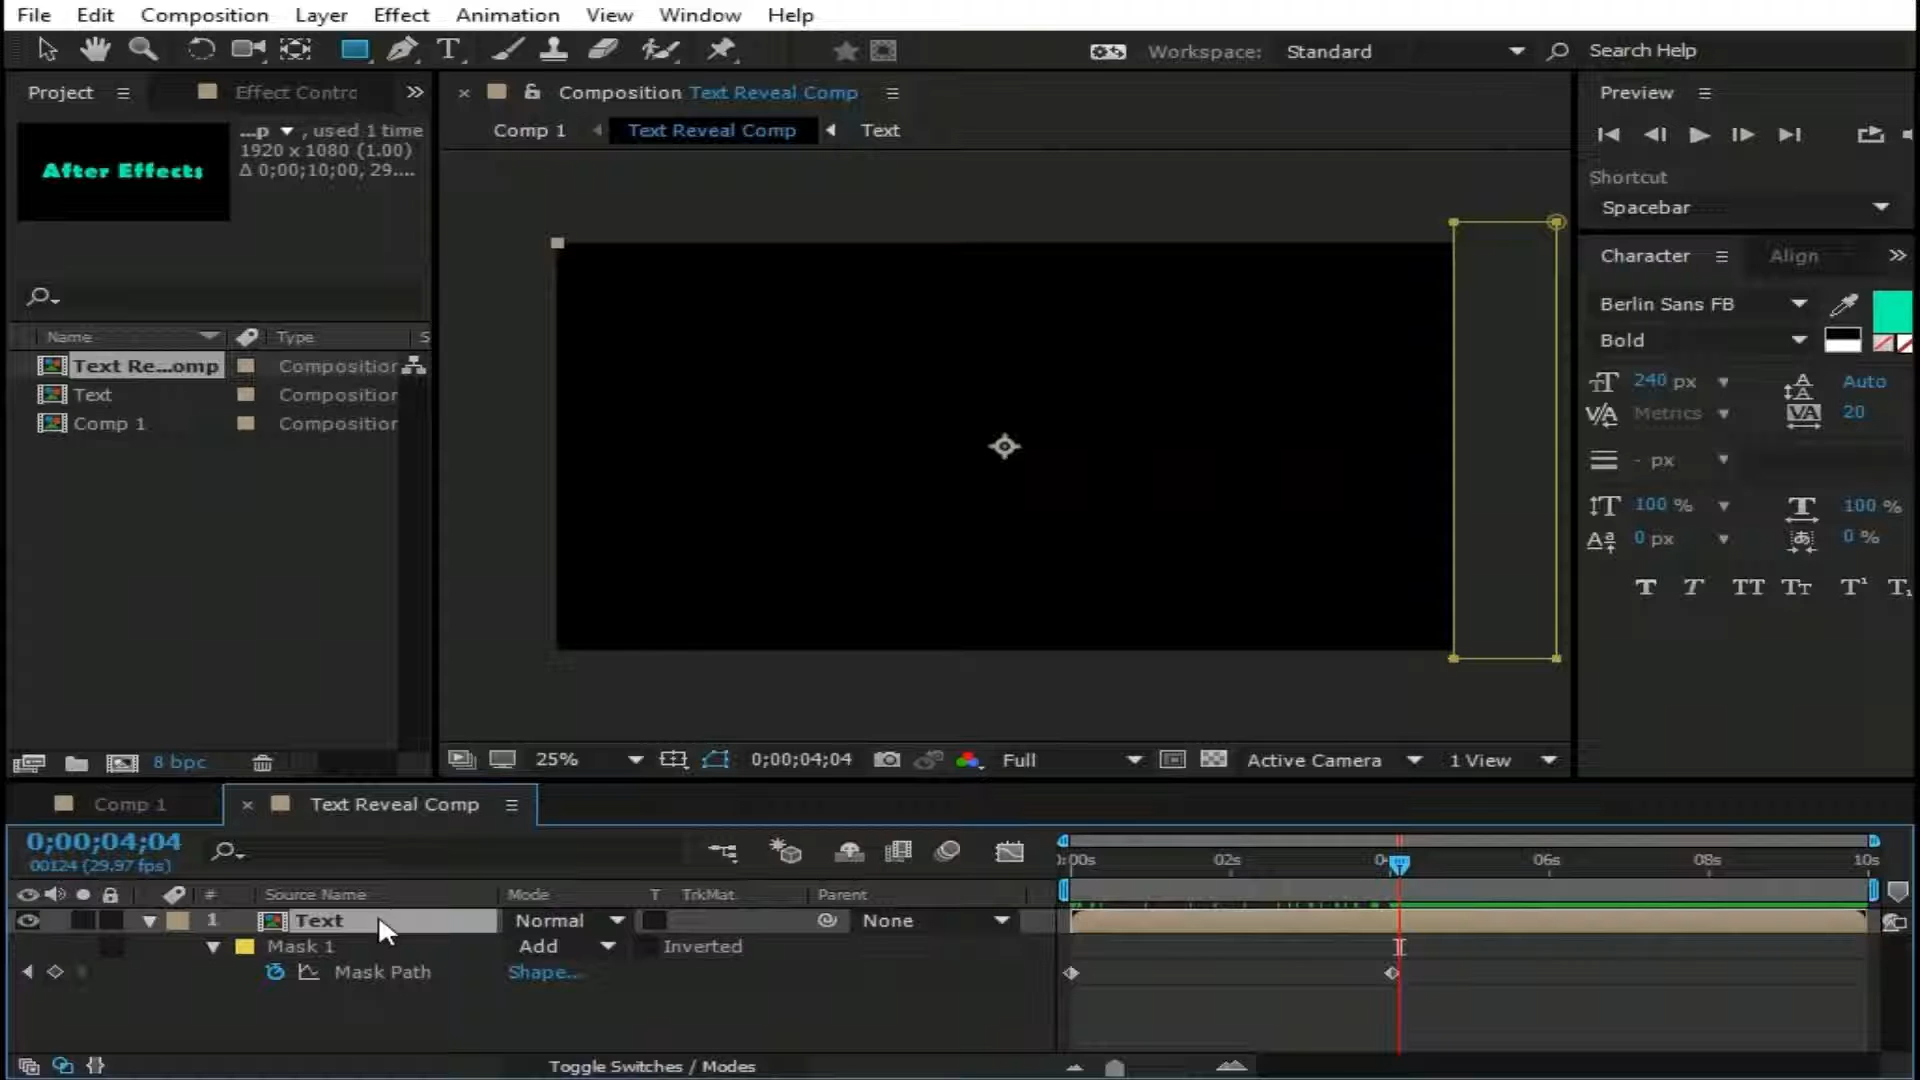 File Edit Composition Layer Effect Animation View Window Help
Workspace: Standard Search Help
Project Effect Contrc
...p , used 1 time
1920 x 1080 (1.00)
Δ 0;00;10;00, 29....
After Effects
Name Type S
Text Re...omp Composition
Text Composition
Comp 1 Composition
8 bpc
Composition Text Reveal Comp
Comp 1 Text Reveal Comp Text
25% 0;00;04;04 Full Active Camera 1 View
Preview
Shortcut
Spacebar
Character Align
Berlin Sans FB
Bold
240 px Auto
Metrics 20
- px
100 % 100 %
0 px 0 %
T T TT Tт T¹ T₁
Comp 1 Text Reveal Comp
0;00;04;04
00124 (29.97 fps)
):00s 02s 04 06s 08s 10s
# Source Name Mode T TrkMat Parent
1 Text Normal None
Mask 1 Add Inverted
Mask Path Shape...
Toggle Switches / Modes